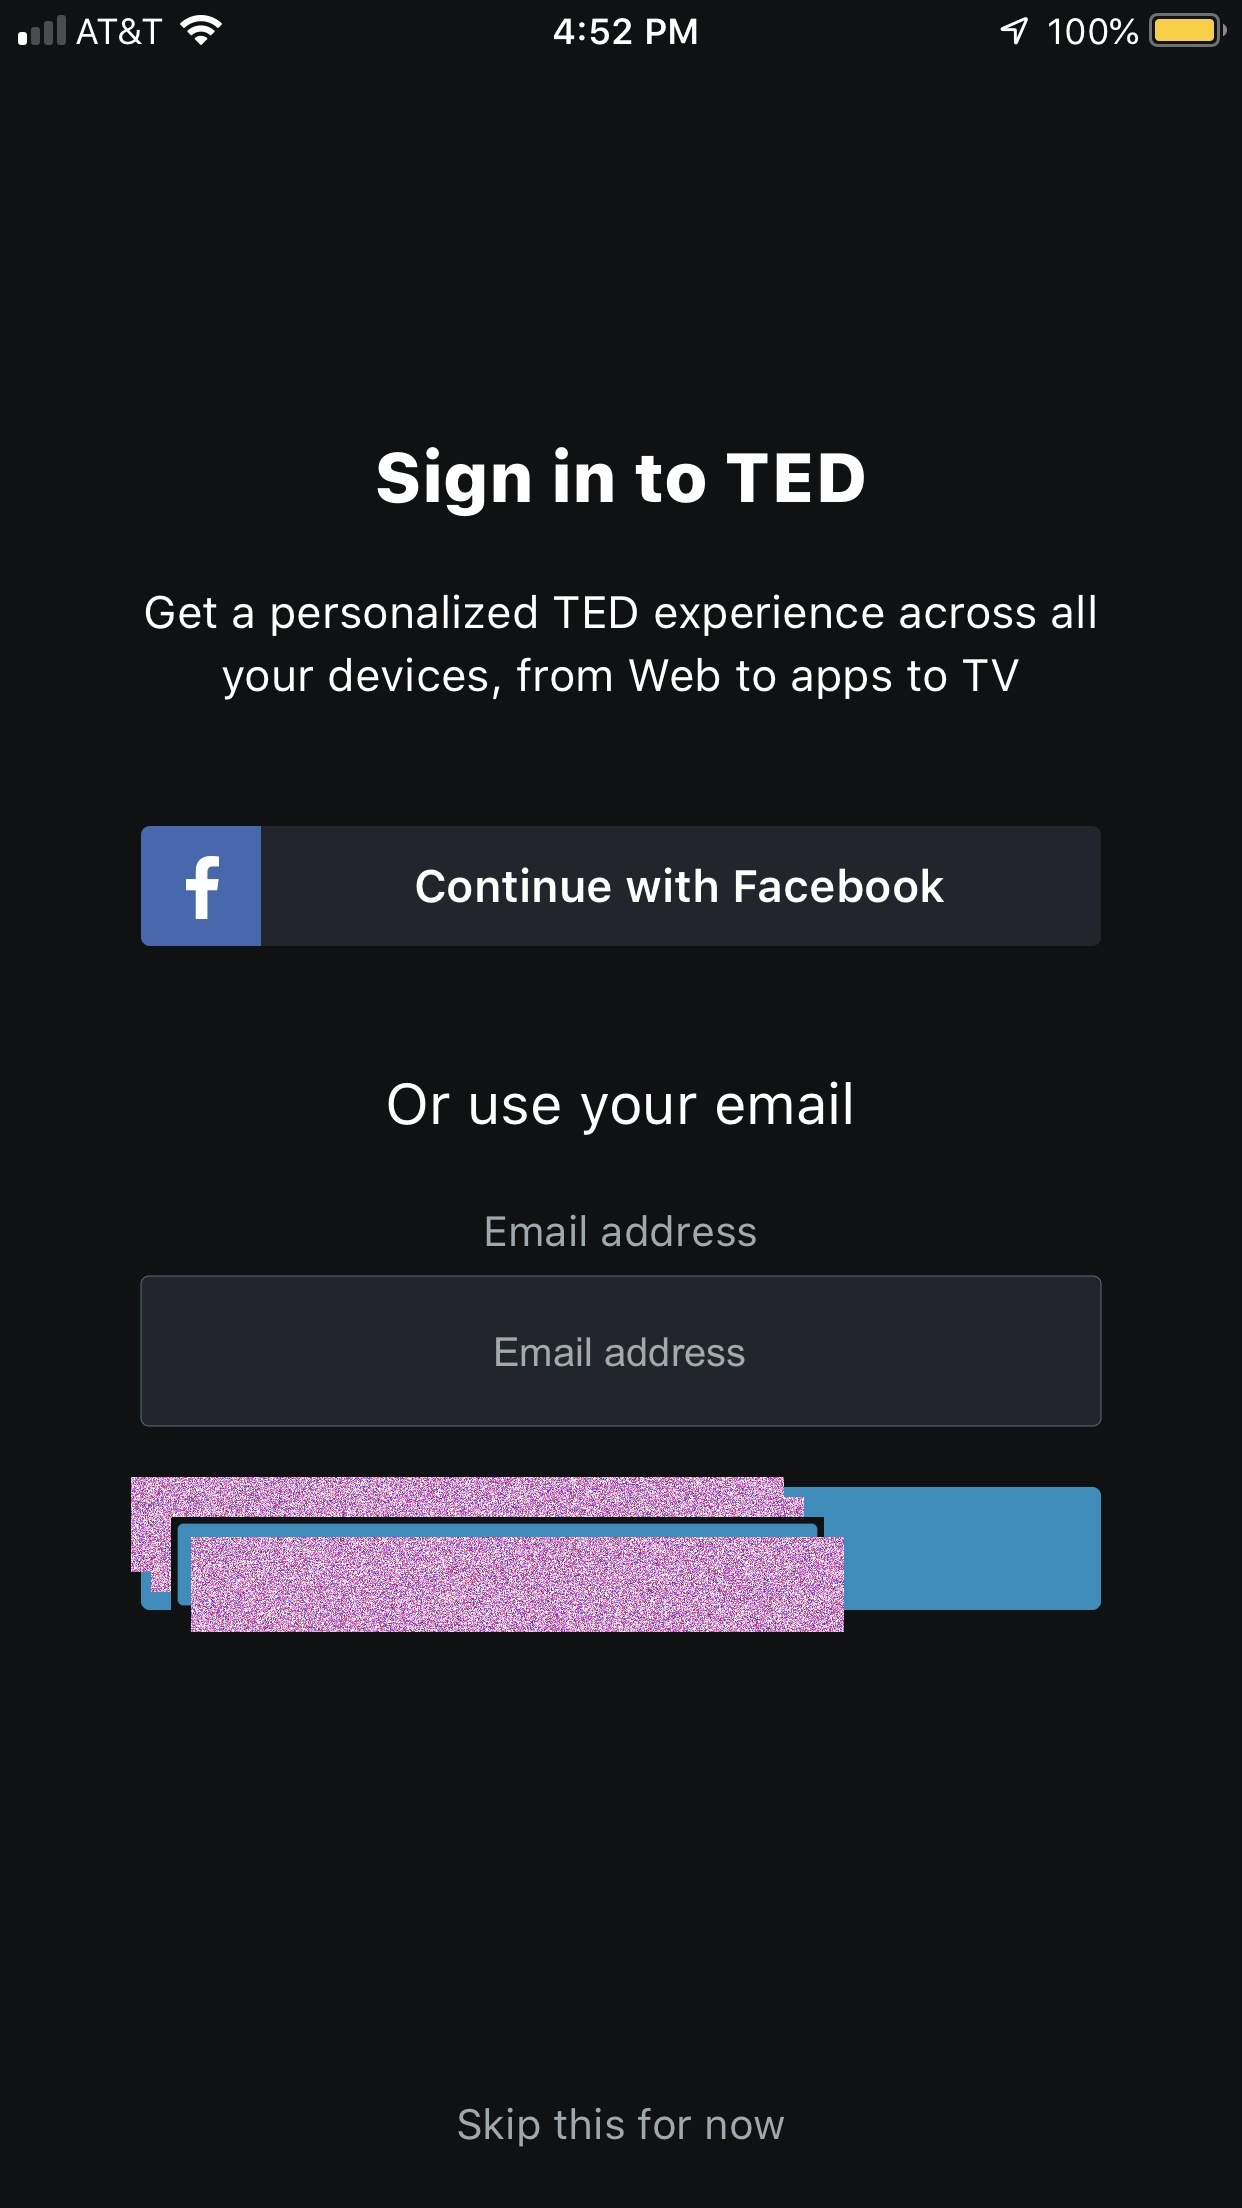 AT&T 4:52 PM 100%
Sign in to TED
Get a personalized TED experience across all
your devices, from Web to apps to TV
Continue with Facebook
Or use your email
Email address
Email address
Skip this for now